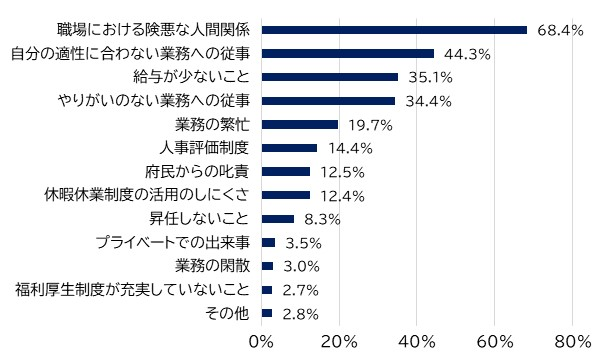 職場における険悪な人間関係 68.4%
自分の適性に合わない業務への従事 44.3%
給与が少ないこと 35.1%
やりがいのない業務への従事 34.4%
業務の繁忙 19.7%
人事評価制度 14.4%
府民からの叱責 12.5%
休暇休業制度の活用のしにくさ 12.4%
昇任しないこと 8.3%
プライベートでの出来事 3.5%
業務の閑散 3.0%
福利厚生制度が充実していないこと 2.7%
その他 2.8%
0% 20% 40% 60% 80%